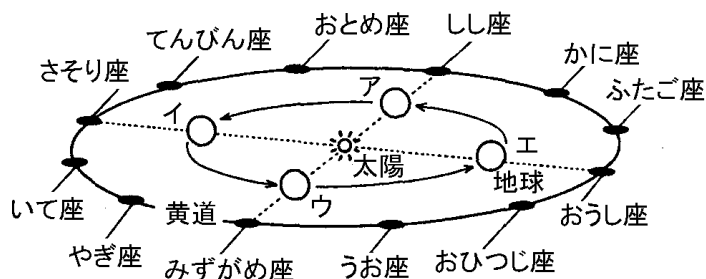 おとめ座
しし座
てんびん座
かに座
さそり座
ア
ふたご座
イ
エ
太陽
地球
ウ
いて座
黄道
おうし座
やぎ座
みずがめ座
うお座
おひつじ座